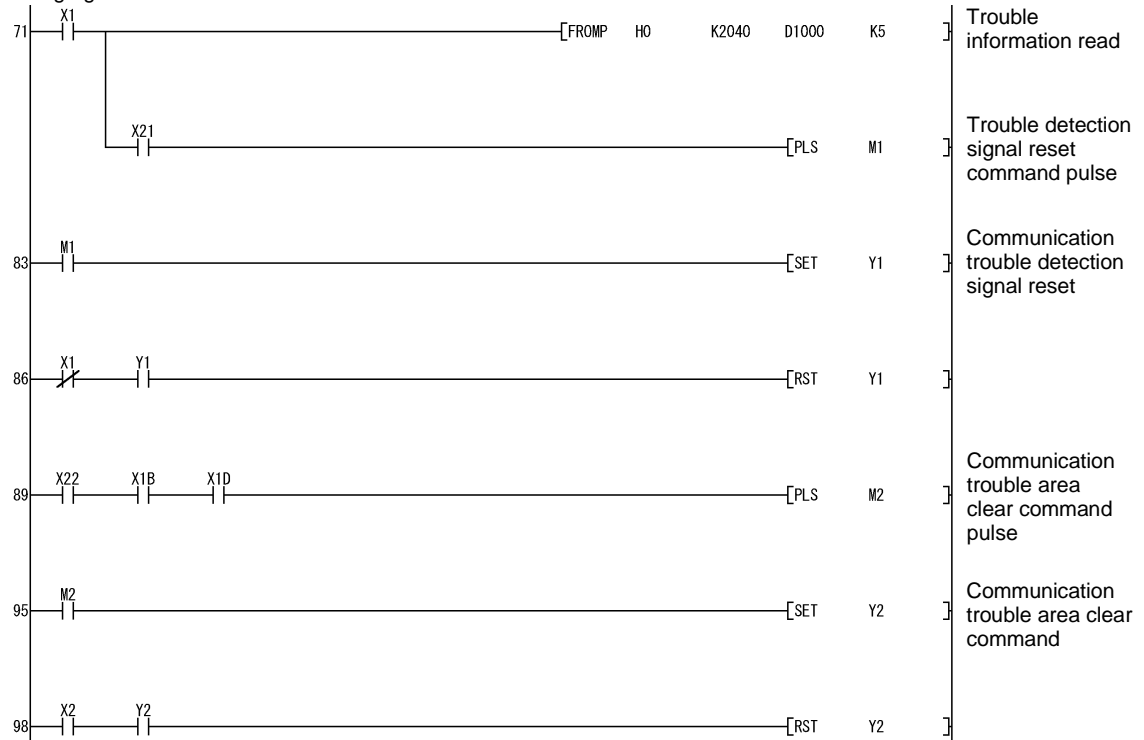 X1
71 FROMP H0 K2040 D1000 K5 Trouble
information read
X21
PLS M1 Trouble detection
signal reset
command pulse
M1
83 SET Y1 Communication
trouble detection
signal reset
X1 Y1
86 RST Y1
X22 X1B X1D
89 PLS M2 Communication
trouble area
clear command
pulse
M2
95 SET Y2 Communication
trouble area clear
command
X2 Y2
98 RST Y2